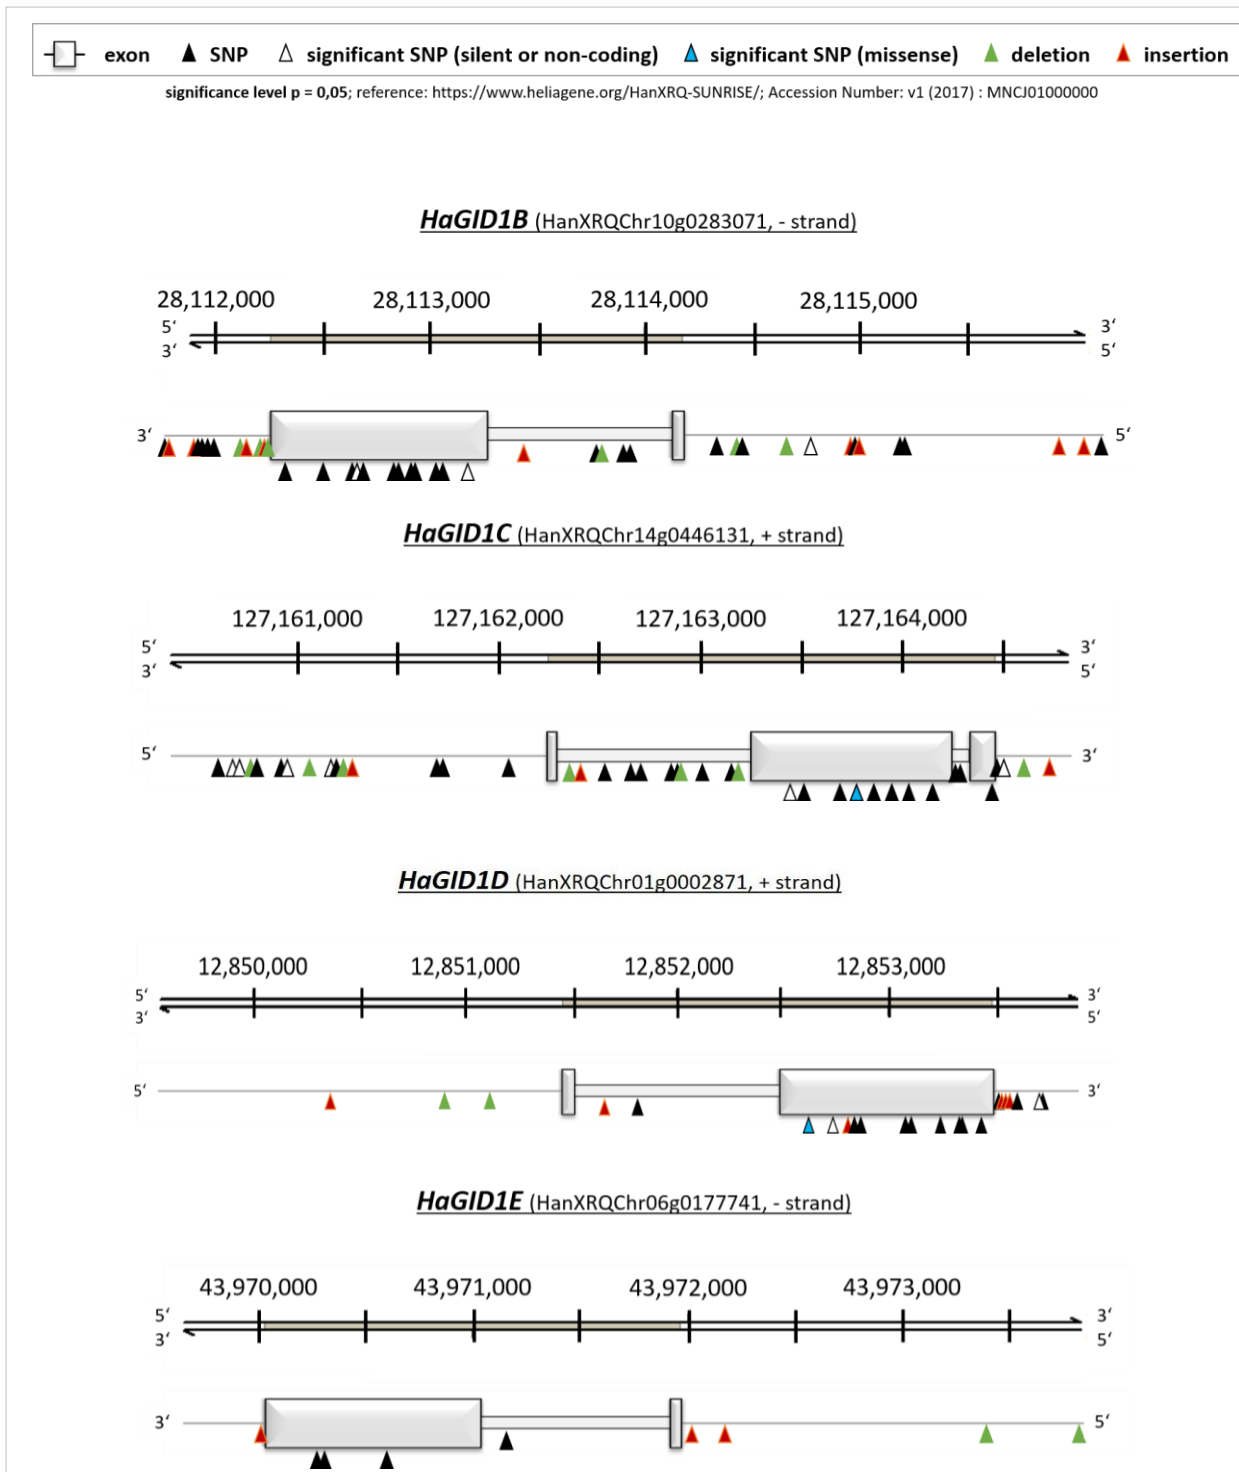 exon SNP significant SNP (silent or non-coding) significant SNP (missense) deletion insertion
significance level p = 0,05; reference: https://www.heliagene.org/HanXRQ-SUNRISE/; Accession Number: v1 (2017) : MNCJ01000000
HaGID1B (HanXRQChr10g0283071, - strand)
28,112,000 28,113,000 28,114,000 28,115,000
5‘ 3‘
3‘ 5‘
3‘ 5‘
HaGID1C (HanXRQChr14g0446131, + strand)
127,161,000 127,162,000 127,163,000 127,164,000
5‘ 3‘
3‘ 5‘
5‘ 3‘
HaGID1D (HanXRQChr01g0002871, + strand)
12,850,000 12,851,000 12,852,000 12,853,000
5‘ 3‘
3‘ 5‘
5‘ 3‘
HaGID1E (HanXRQChr06g0177741, - strand)
43,970,000 43,971,000 43,972,000 43,973,000
5‘ 3‘
3‘ 5‘
3‘ 5‘